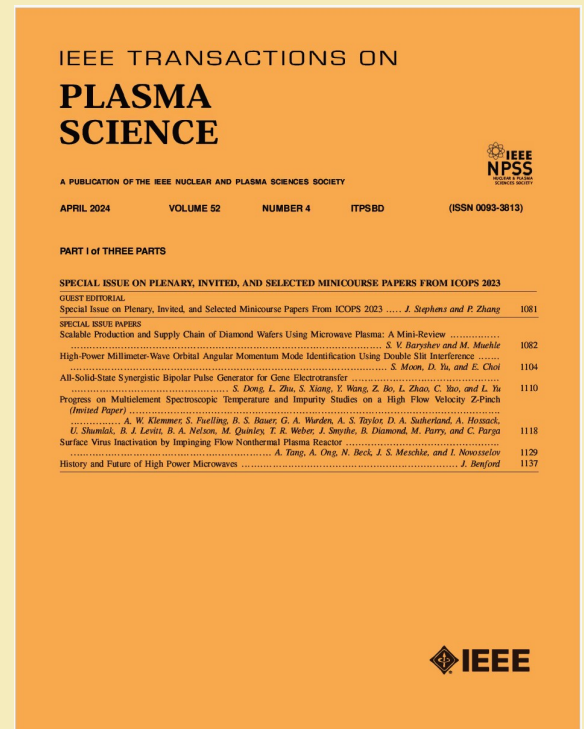 IEEE TRANSACTIONS ON
PLASMA
SCIENCE
IEEE
NPSS
NUCLEAR & PLASMA
SCIENCES SOCIETY
A PUBLICATION OF THE IEEE NUCLEAR AND PLASMA SCIENCES SOCIETY
APRIL 2024 VOLUME 52 NUMBER 4 ITPSBD (ISSN 0093-3813)
PART I of THREE PARTS
SPECIAL ISSUE ON PLENARY, INVITED, AND SELECTED MINICOURSE PAPERS FROM ICOPS 2023
GUEST EDITORIAL
Special Issue on Plenary, Invited, and Selected Minicourse Papers From ICOPS 2023 ..... J. Stephens and P. Zhang 1081
SPECIAL ISSUE PAPERS
Scalable Production and Supply Chain of Diamond Wafers Using Microwave Plasma: A Mini-Review ................
................ S. V. Baryshev and M. Muehle 1082
High-Power Millimeter-Wave Orbital Angular Momentum Mode Identification Using Double Slit Interference .......
................ S. Moon, D. Yu, and E. Choi 1104
All-Solid-State Synergistic Bipolar Pulse Generator for Gene Electrotransfer ................
................ S. Dong, L. Zhu, S. Xiang, Y. Wang, Z. Bo, L. Zhao, C. Yao, and L. Yu 1110
Progress on Multielement Spectroscopic Temperature and Impurity Studies on a High Flow Velocity Z-Pinch
(Invited Paper) ................
................ A. W. Klemmer, S. Fuelling, B. S. Bauer, G. A. Wurden, A. S. Taylor, D. A. Sutherland, A. Hossack,
U. Shumlak, B. J. Levitt, B. A. Nelson, M. Quinley, T. R. Weber, J. Smythe, B. Diamond, M. Parry, and C. Parga 1118
Surface Virus Inactivation by Impinging Flow Nonthermal Plasma Reactor ................
................ A. Tang, A. Ong, N. Beck, J. S. Meschke, and I. Novosselov 1129
History and Future of High Power Microwaves ................ J. Benford 1137
IEEE